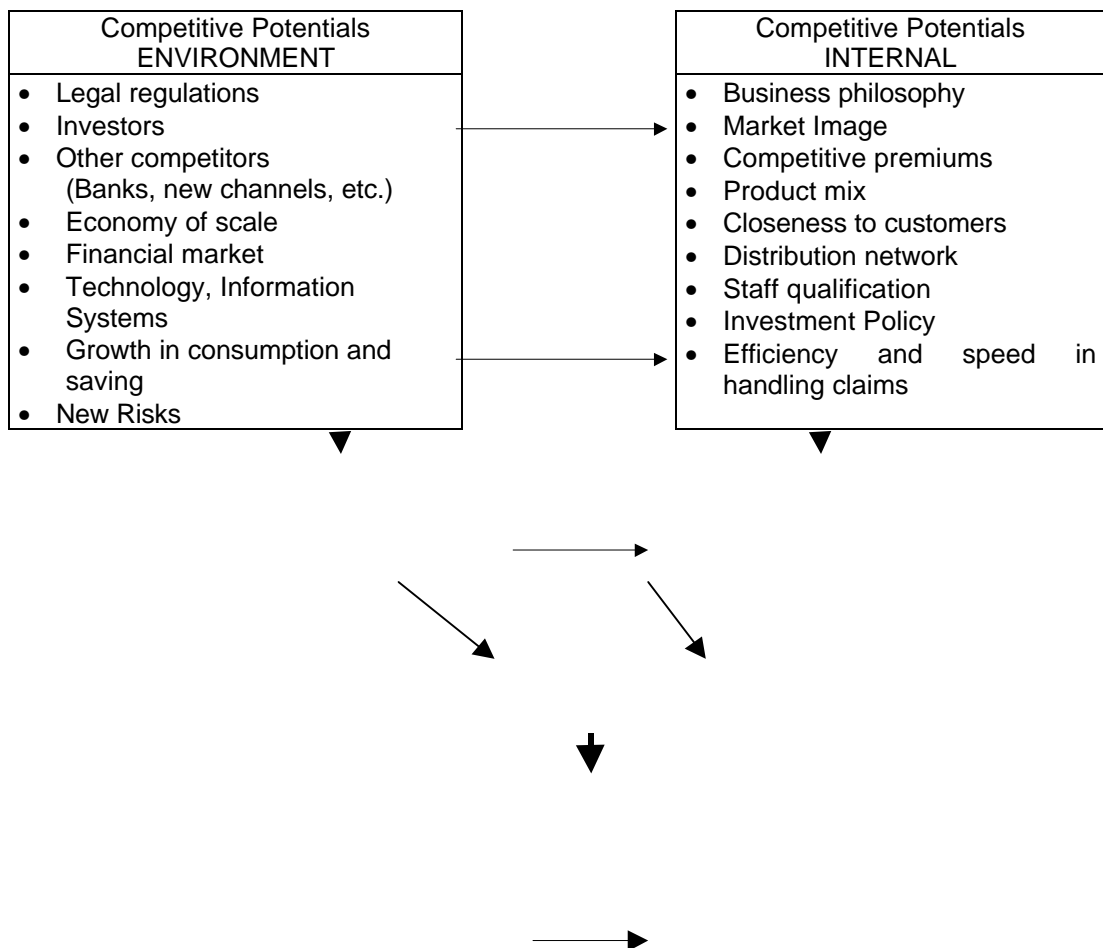 Competitive Potentials
ENVIRONMENT
• Legal regulations
• Investors
• Other competitors
(Banks, new channels, etc.)
• Economy of scale
• Financial market
• Technology, Information
Systems
• Growth in consumption and
saving
• New Risks
Competitive Potentials
INTERNAL
• Business philosophy
• Market Image
• Competitive premiums
• Product mix
• Closeness to customers
• Distribution network
• Staff qualification
• Investment Policy
• Efficiency and speed in
handling claims